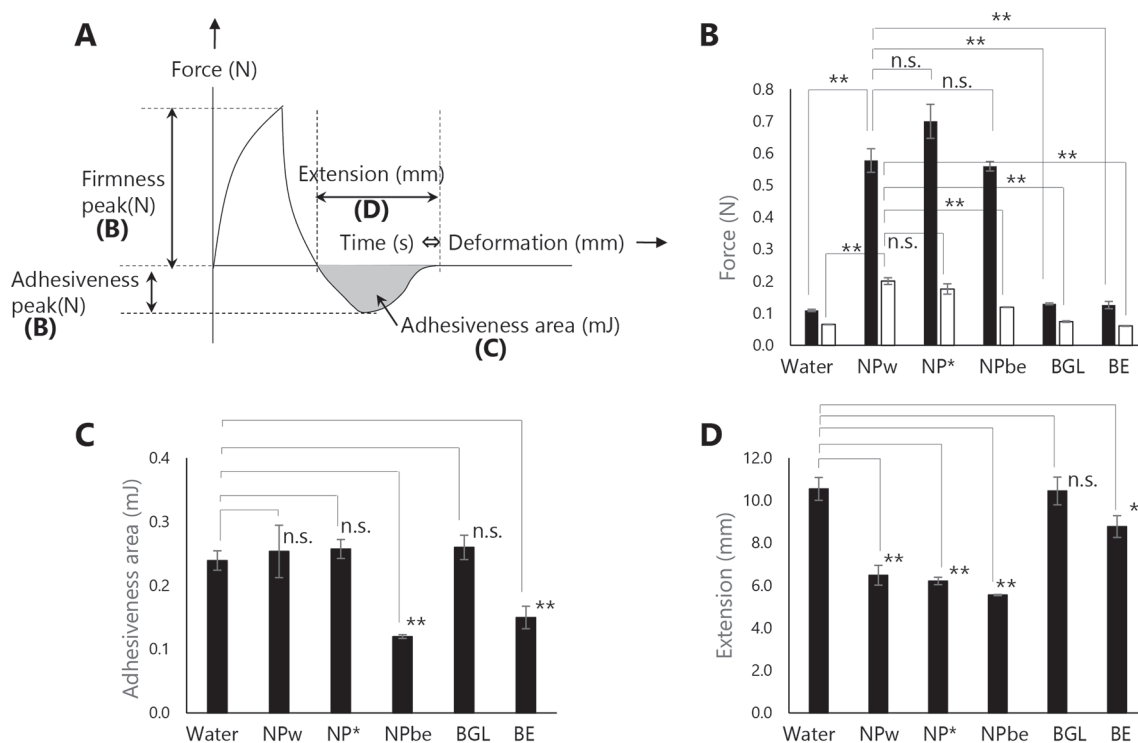 A
Force (N)
Firmness
peak(N)
(B)
Adhesiveness
peak(N)
(B)
Extension (mm)
(D)
Time (s) ⇔ Deformation (mm)
Adhesiveness area (mJ)
(C)
B
**
**
n.s.
**
n.s.
**
**
**
**
n.s.
Force (N)
0.8
0.7
0.6
0.5
0.4
0.3
0.2
0.1
0.0
Water NPw NP* NPbe BGL BE
C
Adhesiveness area (mJ)
0.4
0.3
0.2
0.1
0.0
n.s.
n.s.
**
n.s.
**
Water NPw NP* NPbe BGL BE
D
Extension (mm)
12.0
10.0
8.0
6.0
4.0
2.0
0.0
**
**
**
n.s.
*
Water NPw NP* NPbe BGL BE